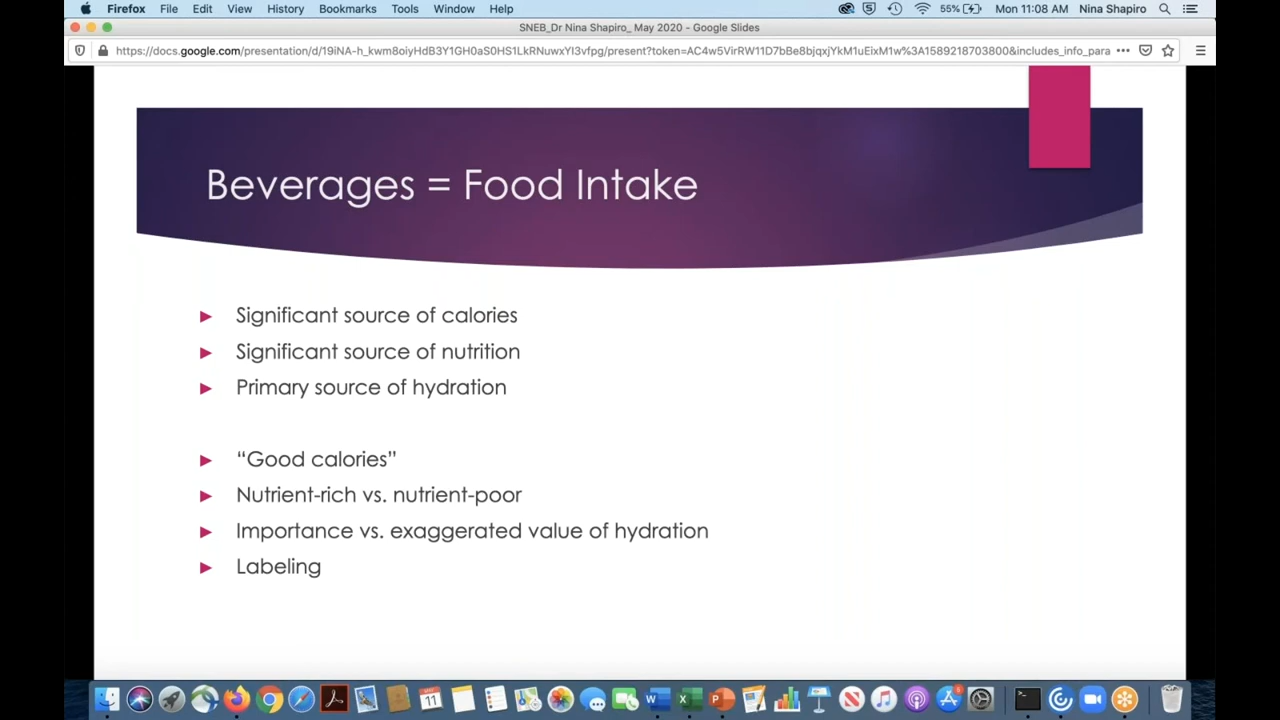 Firefox File Edit View History Bookmarks Tools Window Help 55% Mon 11:08 AM Nina Shapiro
SNEB_Dr Nina Shapiro_ May 2020 - Google Slides
https://docs.google.com/presentation/d/19iNA-h_kwm8oiyHdB3Y1GH0aS0HS1LkRNuwxYI3vfpg/present?token=AC4w5VirRW11D7bBe8bjqxjYkM1uEixM1w%3A1589218703800&includes_info_para
Beverages = Food Intake
Significant source of calories
Significant source of nutrition
Primary source of hydration
“Good calories”
Nutrient-rich vs. nutrient-poor
Importance vs. exaggerated value of hydration
Labeling
11